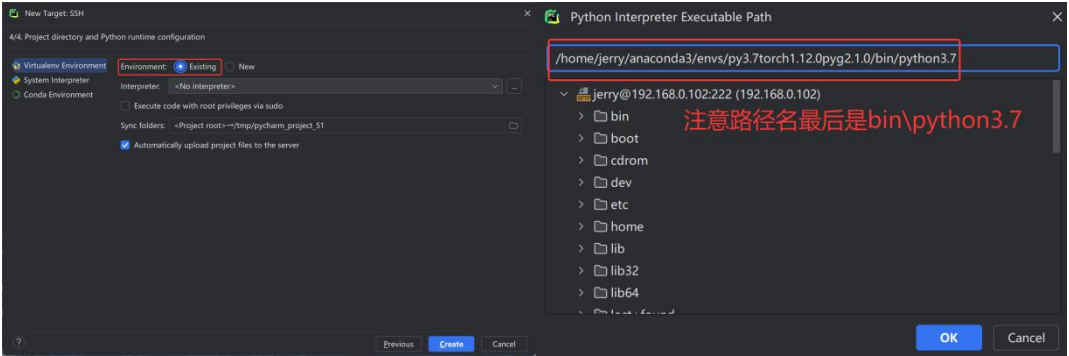 New Target: SSH
4/4. Project directory and Python runtime configuration
Virtualenv Environment
System Interpreter
Conda Environment
Environment: Existing New
Interpreter: <No interpreter>
Execute code with root privileges via sudo
Sync folders: <Project root>→/tmp/pycharm_project_51
Automatically upload project files to the server
? Previous Create Cancel
Python Interpreter Executable Path
/home/jerry/anaconda3/envs/py3.7torch1.12.0pyg2.1.0/bin/python3.7
jerry@192.168.0.102:222 (192.168.0.102)
bin
注意路径名最后是bin\python3.7
boot
cdrom
dev
etc
home
lib
lib32
lib64
OK Cancel